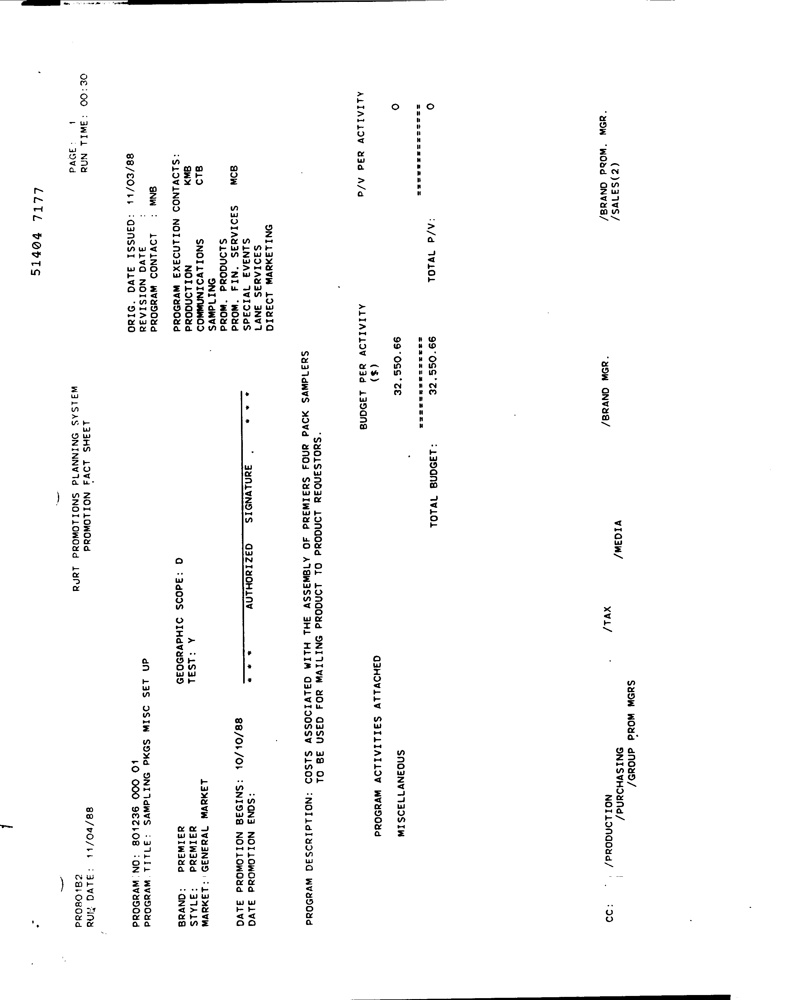 51404 7177
PRO801B2 RJRT PROMOTIONS PLANNING SYSTEM PAGE: 1
RUN DATE: 11/04/88 PROMOTION FACT SHEET RUN TIME: 00:30
ORIG. DATE ISSUED: 11/03/88
PROGRAM NO: 801236 000 01 REVISION DATE :
PROGRAM TITLE: SAMPLING PKGS MISC SET UP PROGRAM CONTACT : MNB
PROGRAM EXECUTION CONTACTS:
BRAND: PREMIER GEOGRAPHIC SCOPE: D PRODUCTION KMB
STYLE: PREMIER TEST: Y COMMUNICATIONS CTB
MARKET: GENERAL MARKET SAMPLING
PROM. PRODUCTS
PROM. FIN. SERVICES MCB
DATE PROMOTION BEGINS: 10/10/88 SPECIAL EVENTS
DATE PROMOTION ENDS: * * * AUTHORIZED SIGNATURE . * * * LANE SERVICES
DIRECT MARKETING
PROGRAM DESCRIPTION: COSTS ASSOCIATED WITH THE ASSEMBLY OF PREMIERS FOUR PACK SAMPLERS
TO BE USED FOR MAILING PRODUCT TO PRODUCT REQUESTORS.
BUDGET PER ACTIVITY P/V PER ACTIVITY
PROGRAM ACTIVITIES ATTACHED ($)
MISCELLANEOUS 32,550.66 0
============== ==============
TOTAL BUDGET: 32,550.66 TOTAL P/V: 0
CC: /PRODUCTION /TAX /BRAND MGR. /BRAND PROM. MGR.
/PURCHASING /MEDIA /SALES(2)
/GROUP PROM MGRS